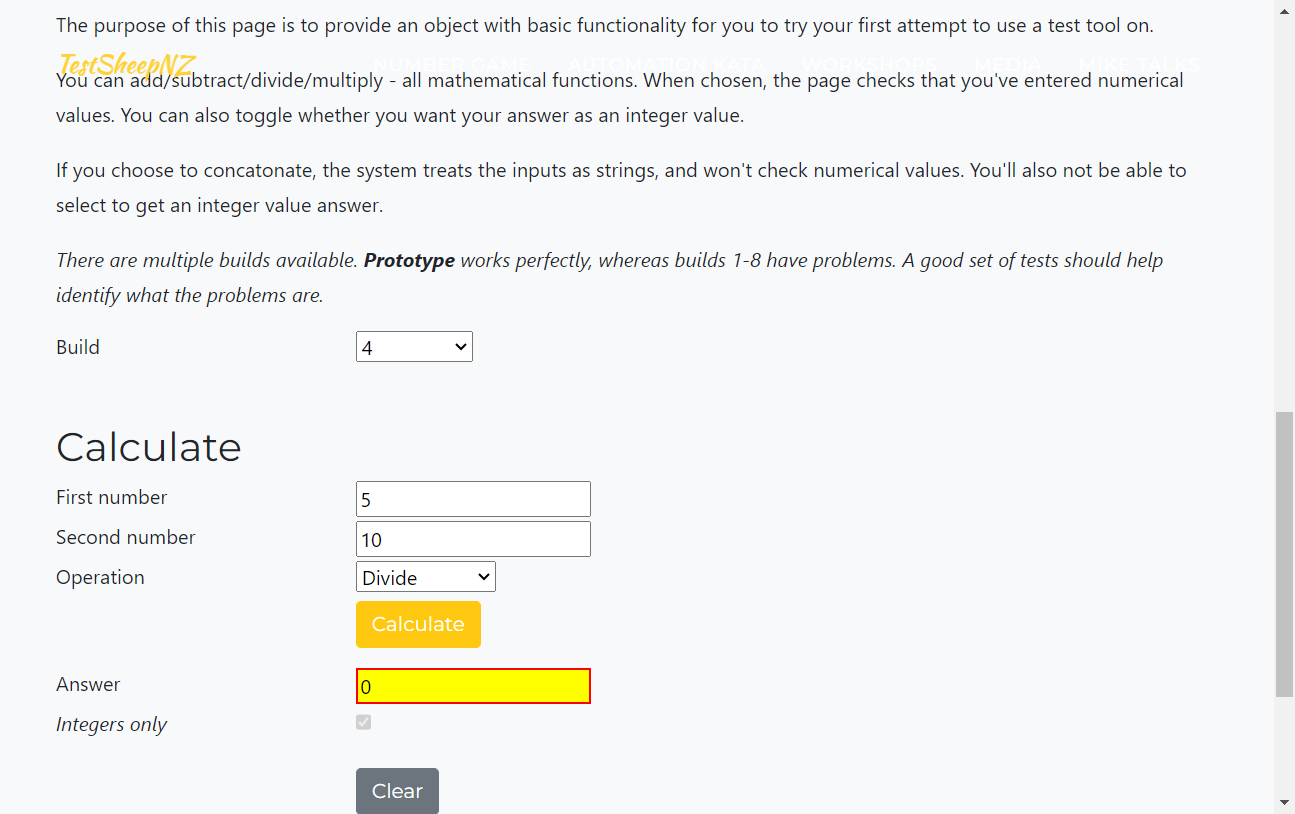 The purpose of this page is to provide an object with basic functionality for you to try your first attempt to use a test tool on.
TestSheepNZ
NUMBER GAME AUTOMATION KATA WORKSHOPS MEDIA MIKE TALKS
You can add/subtract/divide/multiply - all mathematical functions. When chosen, the page checks that you've entered numerical
values. You can also toggle whether you want your answer as an integer value.
If you choose to concatonate, the system treats the inputs as strings, and won't check numerical values. You'll also not be able to
select to get an integer value answer.
There are multiple builds available. Prototype works perfectly, whereas builds 1-8 have problems. A good set of tests should help
identify what the problems are.
Build 4
Calculate
First number 5
Second number 10
Operation Divide
Calculate
Answer 0
Integers only
Clear